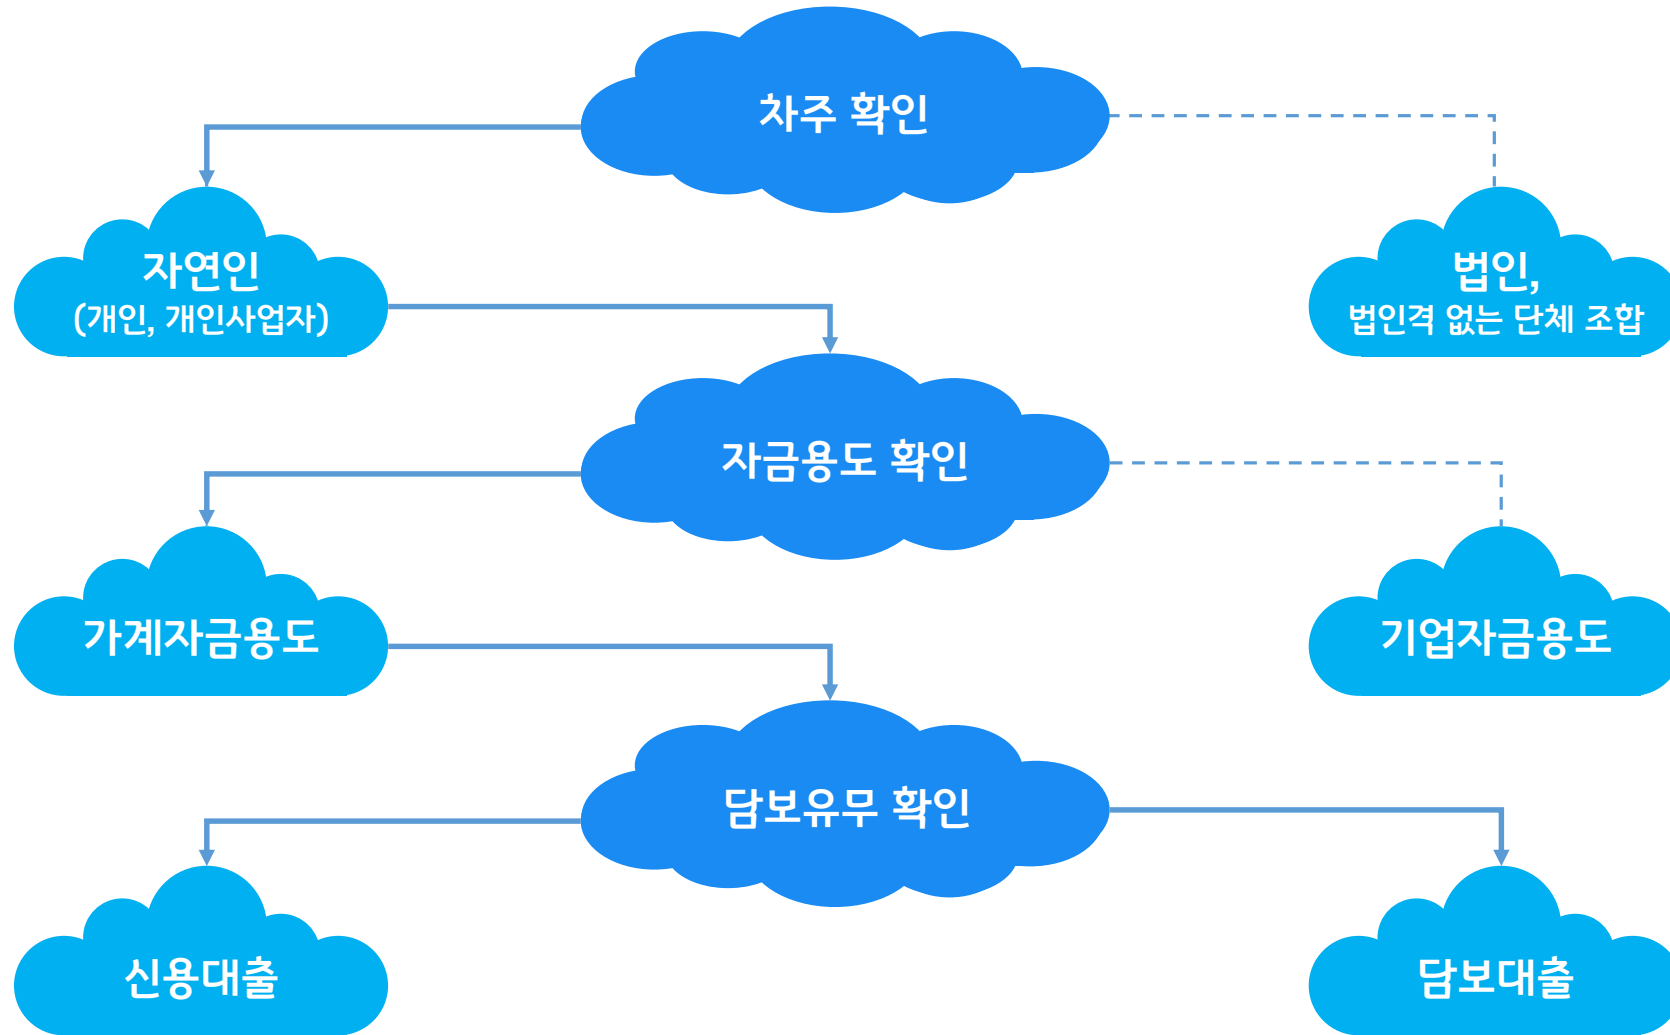 차주 확인
자연인
(개인, 개인사업자)
법인,
법인격 없는 단체 조합
자금용도 확인
가계자금용도
기업자금용도
담보유무 확인
신용대출
담보대출